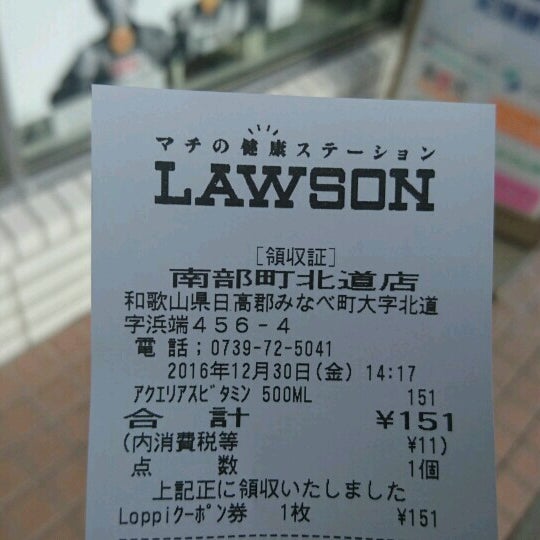 マチの健康ステーション
LAWSON
[領収証]
南部町北道店
和歌山県日高郡みなべ町大字北道
字浜端456-4
電話;0739-72-5041
2016年12月30日(金) 14:17
アクエリアスビタミン 500ML 151
合計 ¥151
(内消費税等 ¥11)
点数 1個
上記正に領収いたしました
Loppiクーポン券 1枚 ¥151